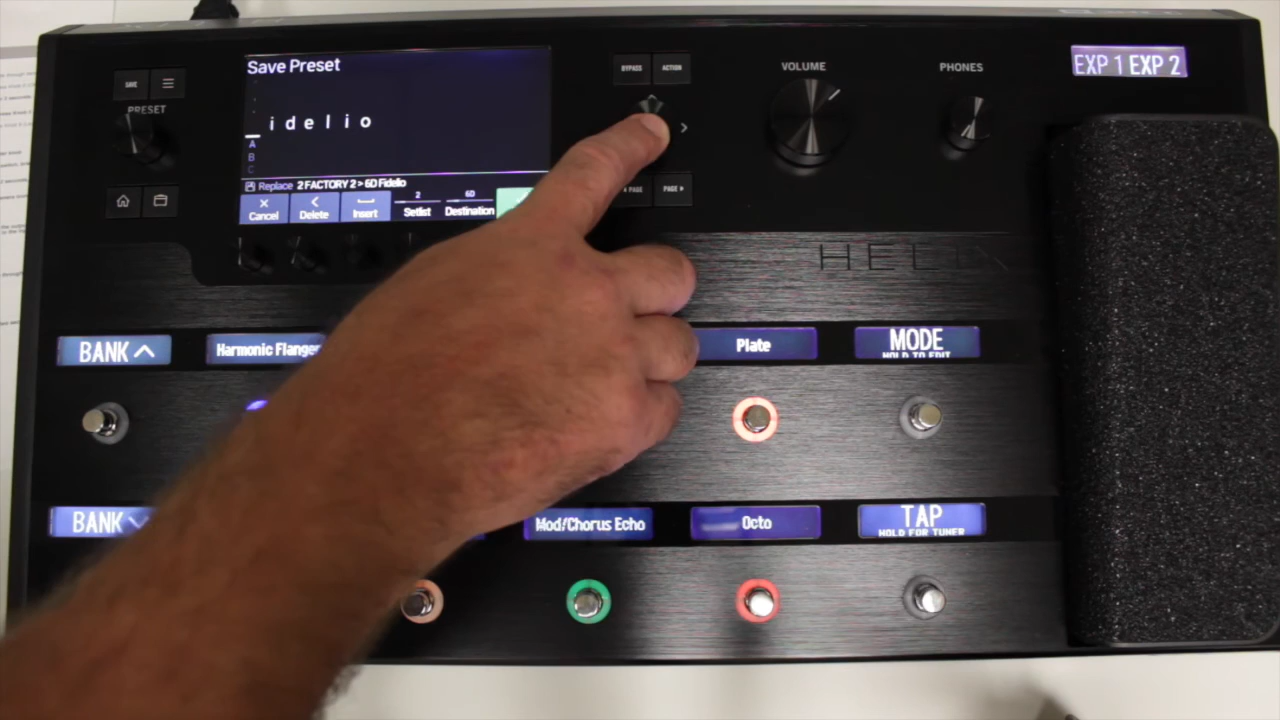 SAVE
PRESET
Save Preset
idelio
A
B
C
Replace 2 FACTORY 2 > 6D Fidelio
2 6D
Cancel Delete Insert Setlist Destination
BYPASS ACTION
PAGE PAGE
VOLUME
PHONES
EXP 1 EXP 2
HELIX
BANK
Harmonic Flanger
Plate
MODE
HOLD TO EDIT
BANK
Mod/Chorus Echo
Octo
TAP
HOLD FOR TUNER